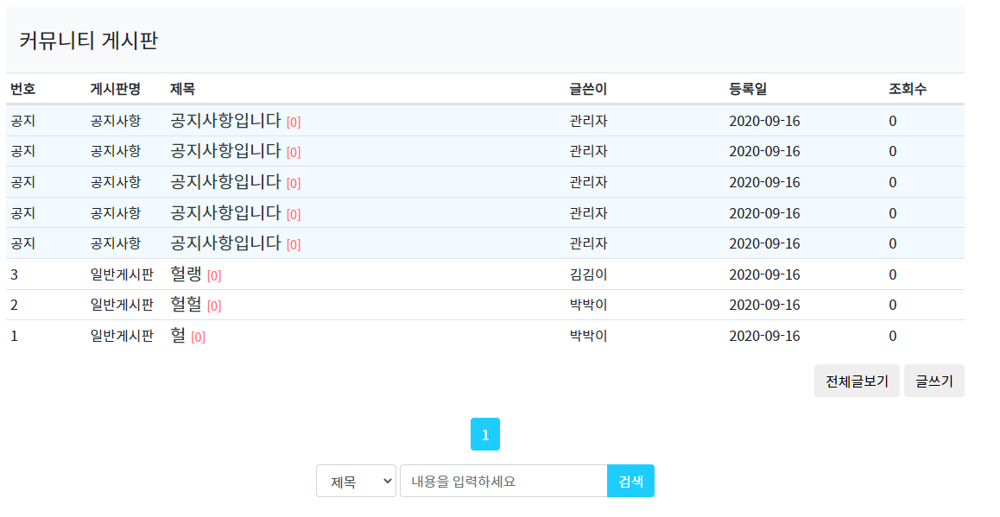 커뮤니티 게시판
번호 게시판명 제목 글쓴이 등록일 조회수
공지 공지사항 공지사항입니다 [0] 관리자 2020-09-16 0
공지 공지사항 공지사항입니다 [0] 관리자 2020-09-16 0
공지 공지사항 공지사항입니다 [0] 관리자 2020-09-16 0
공지 공지사항 공지사항입니다 [0] 관리자 2020-09-16 0
공지 공지사항 공지사항입니다 [0] 관리자 2020-09-16 0
3 일반게시판 헐랭 [0] 김김이 2020-09-16 0
2 일반게시판 헐헐 [0] 박박이 2020-09-16 0
1 일반게시판 헐 [0] 박박이 2020-09-16 0
전체글보기 글쓰기
1
제목 내용을 입력하세요 검색